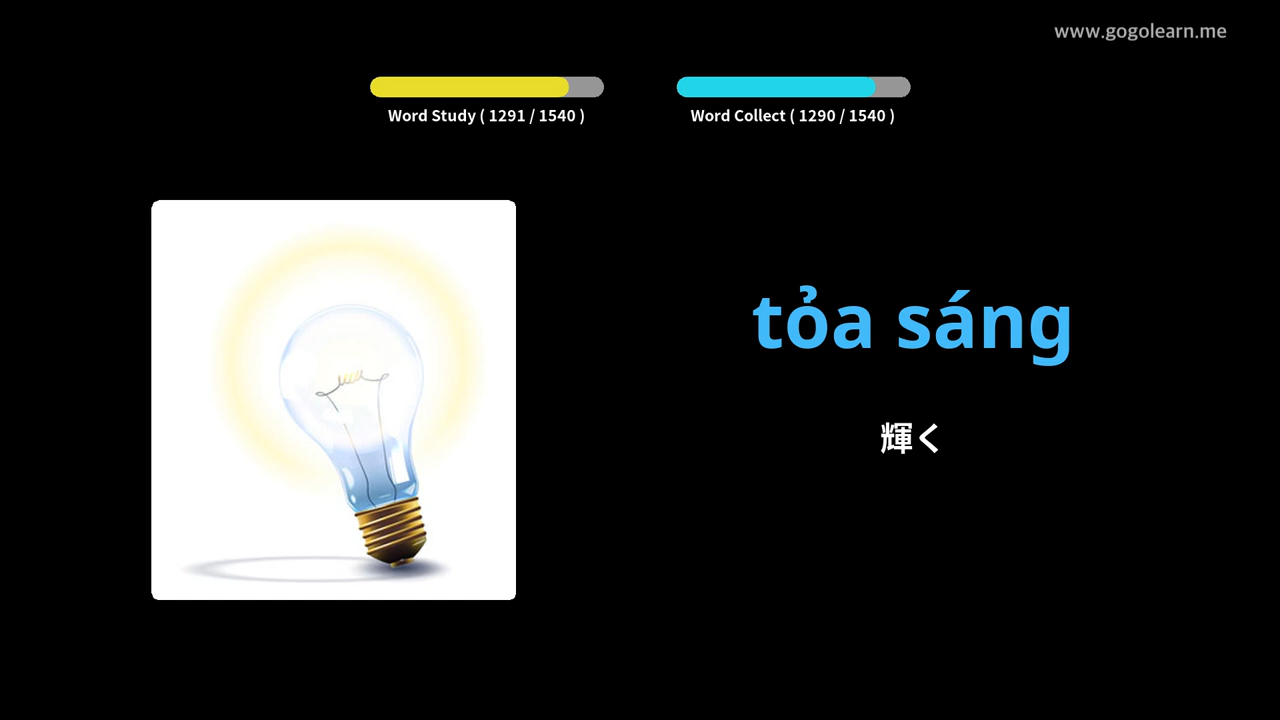 www.gogolearn.me
Word Study ( 1291 / 1540 )
Word Collect ( 1290 / 1540 )
tỏa sáng
輝く